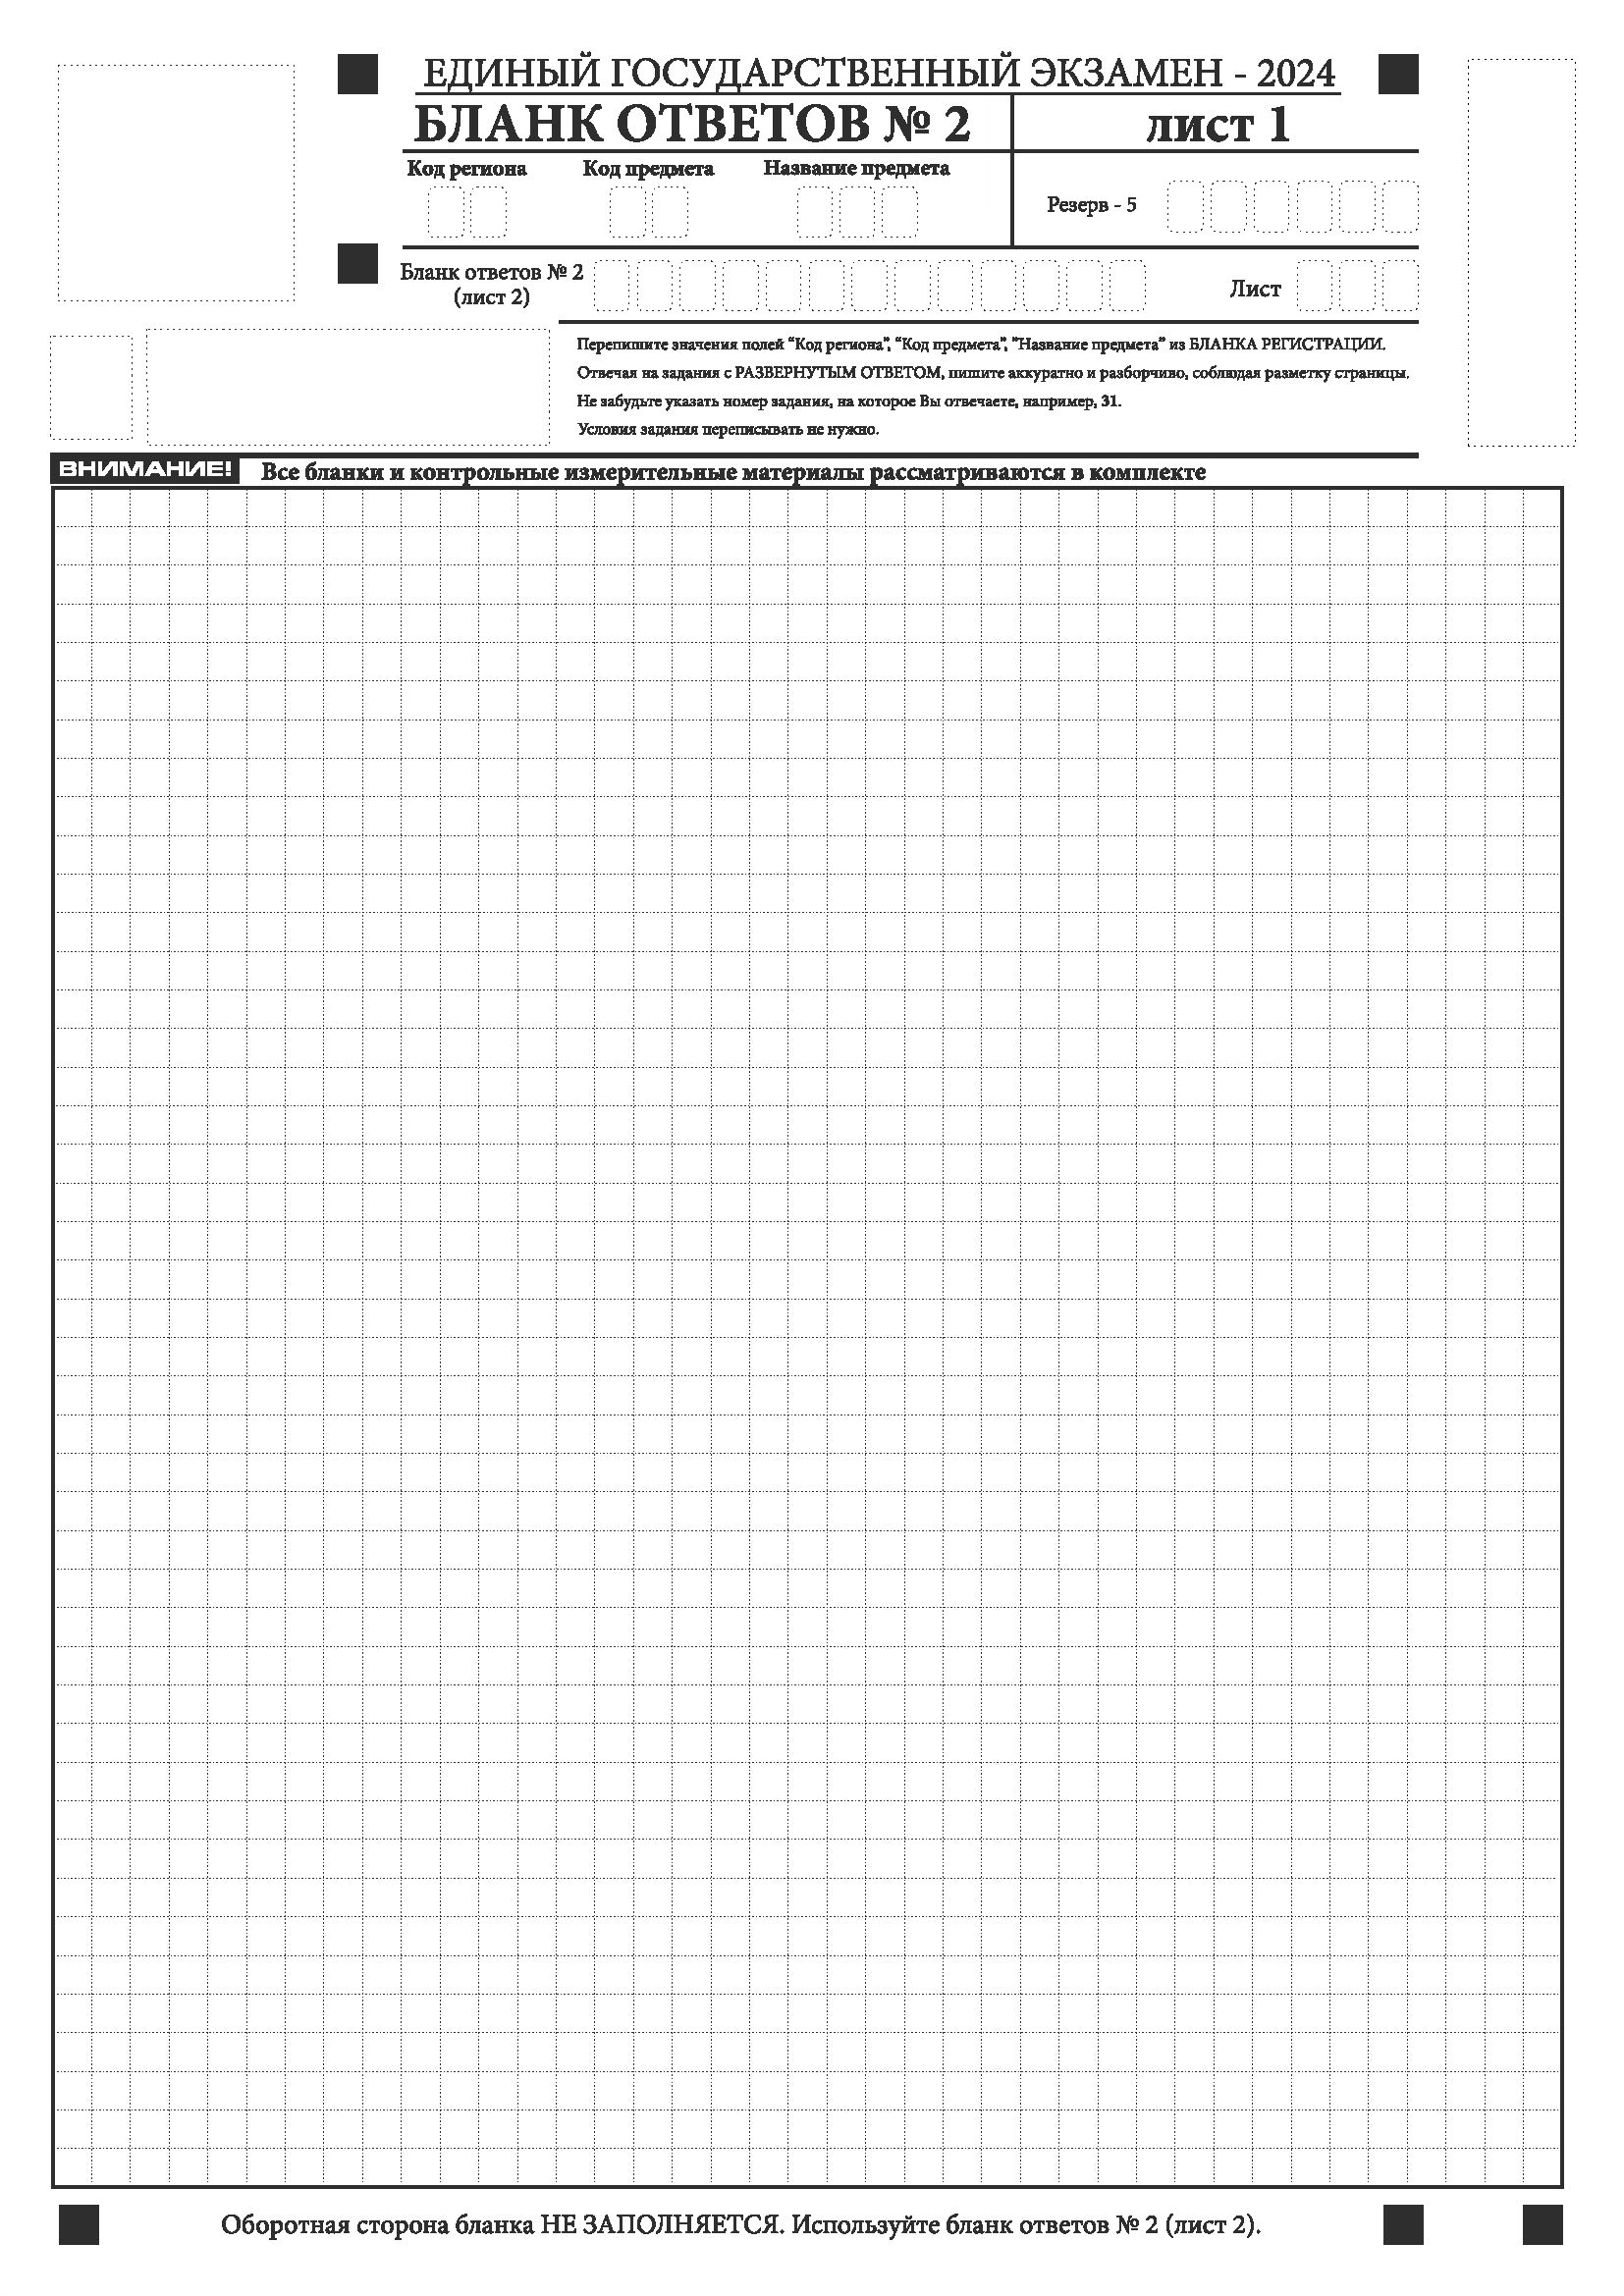 ЕДИНЫЙ ГОСУДАРСТВЕННЫЙ ЭКЗАМЕН - 2024
БЛАНК ОТВЕТОВ № 2
лист 1
Код региона
Код предмета
Название предмета
Резерв - 5
Бланк ответов № 2
(лист 2)
Лист
Перепишите значения полей “Код региона”, “Код предмета”, ”Название предмета” из БЛАНКА РЕГИСТРАЦИИ.
Отвечая на задания с РАЗВЕРНУТЫМ ОТВЕТОМ, пишите аккуратно и разборчиво, соблюдая разметку страницы.
Не забудьте указать номер задания, на которое Вы отвечаете, например, 31.
Условия задания переписывать не нужно.
ВНИМАНИЕ! Все бланки и контрольные измерительные материалы рассматриваются в комплекте
Оборотная сторона бланка НЕ ЗАПОЛНЯЕТСЯ. Используйте бланк ответов № 2 (лист 2).